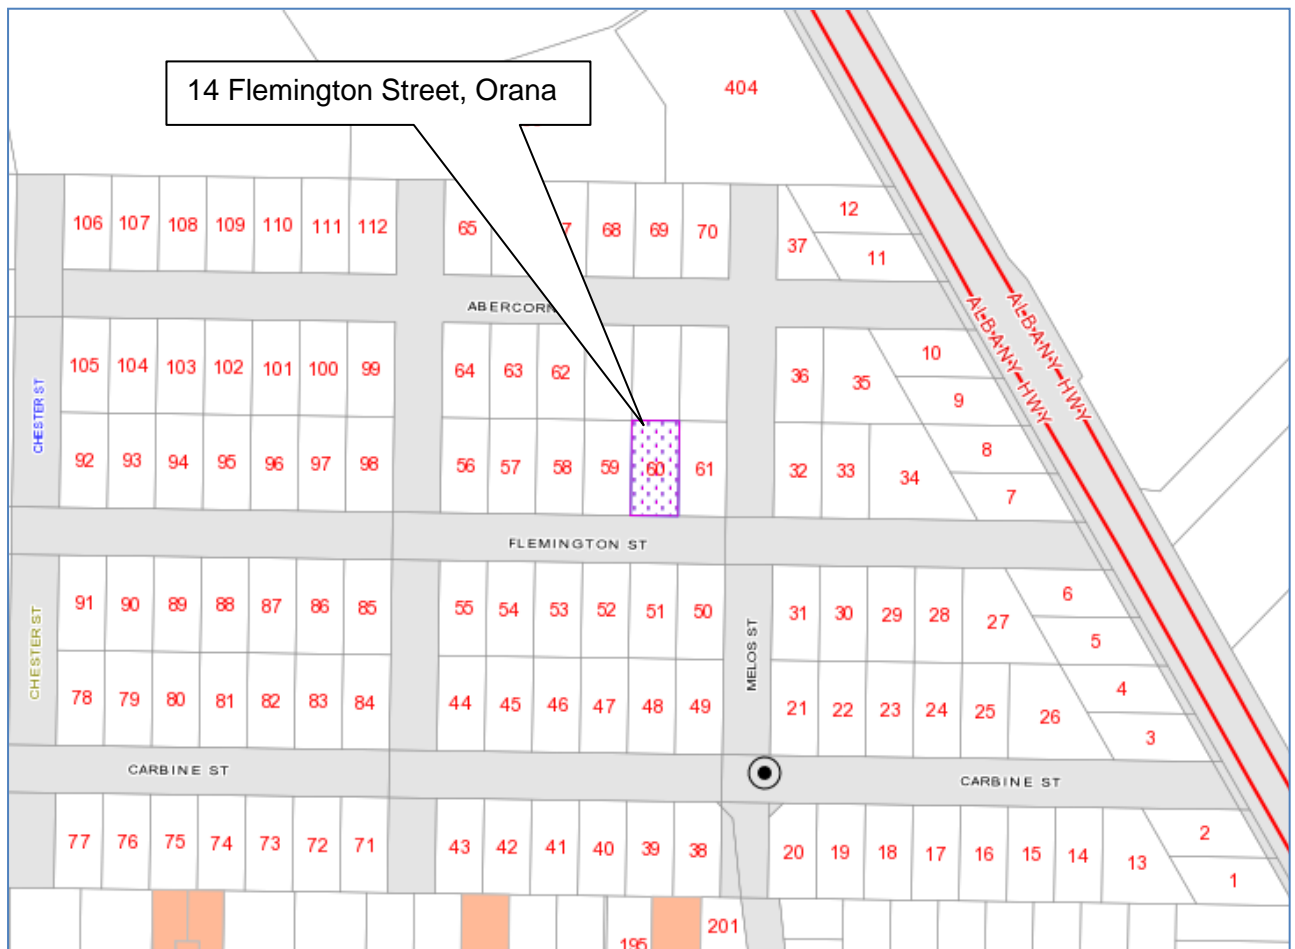 14 Flemington Street, Orana
404
106 107 108 109 110 111 112
65 7 68 69 70
37 12
11
ABERCORN
105 104 103 102 101 100 99
64 63 62
36 35 10
9
CHESTER ST
ALBANY HWY
ALBANY HWY
92 93 94 95 96 97 98
56 57 58 59 60 61
32 33 34 8
7
FLEMINGTON ST
91 90 89 88 87 86 85
55 54 53 52 51 50
31 30 29 28 27 6
5
CHESTER ST
MELOS ST
78 79 80 81 82 83 84
44 45 46 47 48 49
21 22 23 24 25 26 4
3
CARBINE ST
CARBINE ST
77 76 75 74 73 72 71
43 42 41 40 39 38
20 19 18 17 16 15 14 13 2
1
195 201